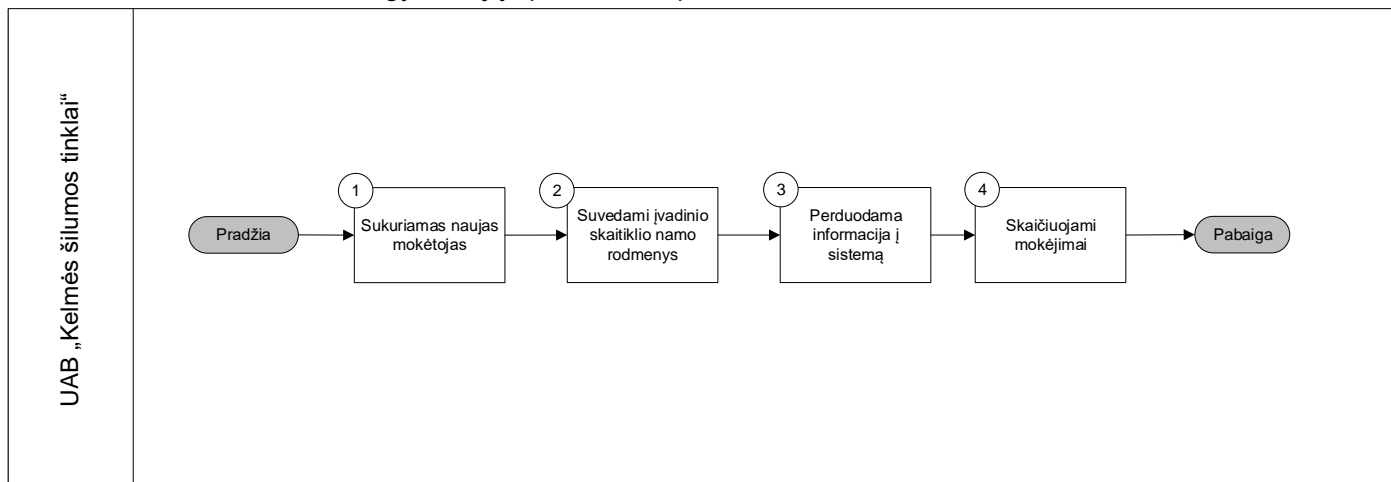 UAB „Kelmės šilumos tinklai“
Pradžia
1
Sukuriamas naujas
mokėtojas
2
Suvedami įvadinio
skaitiklio namo
rodmenys
3
Perduodama
informacija į
sistemą
4
Skaičiuojami
mokėjimai
Pabaiga